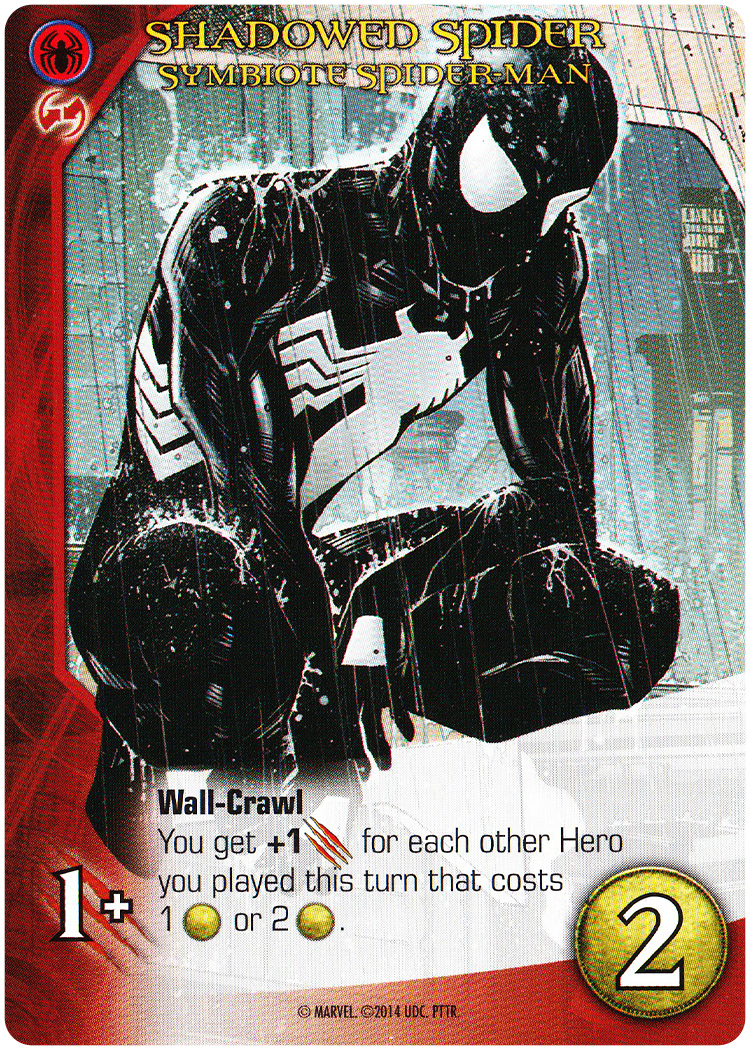 SHADOWED SPIDER
SYMBIOTE SPIDER-MAN
Wall-Crawl
You get +1 for each other Hero
you played this turn that costs
1 or 2.
1+
2
© MARVEL. ©2014 UDC. PTTR.